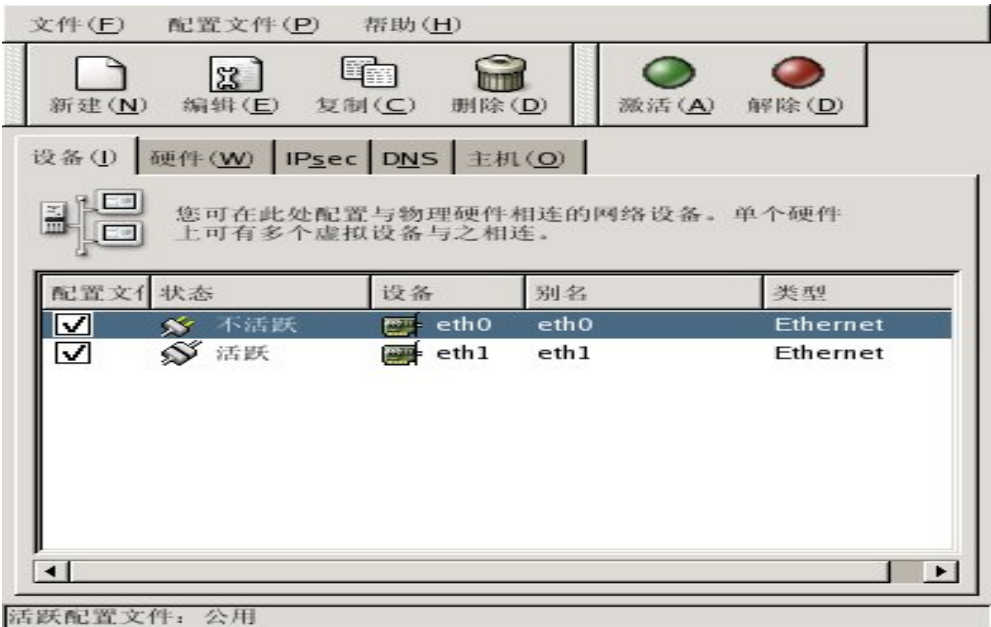 文件(F) 配置文件(P) 帮助(H)
新建(N) 编辑(E) 复制(C) 删除(D) 激活(A) 解除(D)
设备(I) 硬件(W) IPsec DNS 主机(O)
您可在此处配置与物理硬件相连的网络设备。单个硬件
上可有多个虚拟设备与之相连。
配置文件 状态 设备 别名 类型
不活跃 eth0 eth0 Ethernet
活跃 eth1 eth1 Ethernet
活跃配置文件：公用